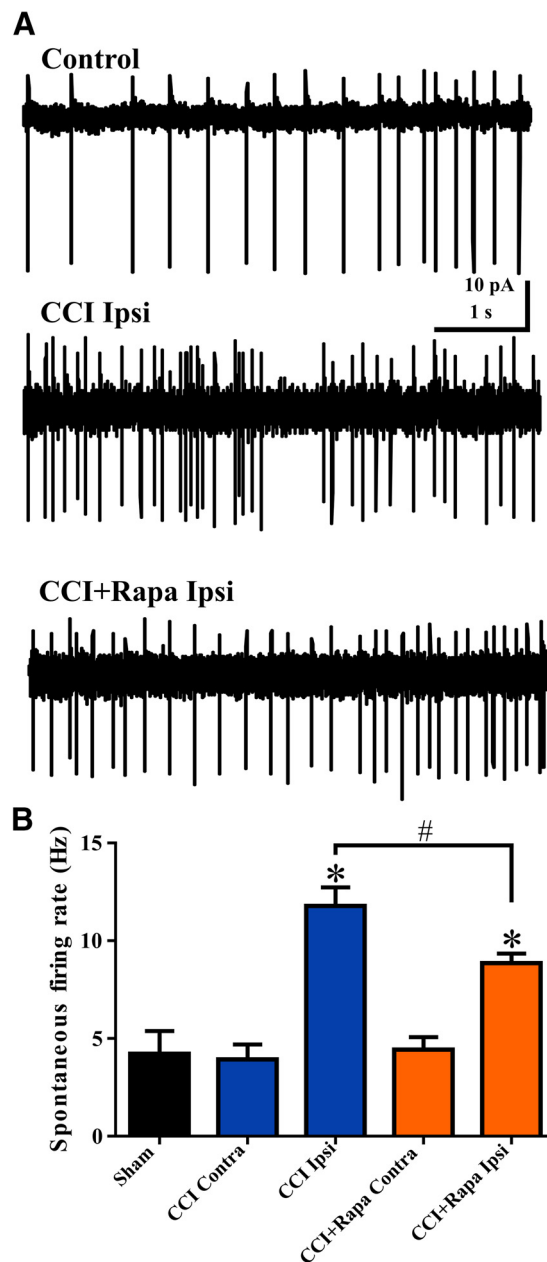 A
Control
10 pA
1 s
CCI Ipsi
CCI+Rapa Ipsi
B
Spontaneous firing rate (Hz)
15
10
5
0
#
*
*
Sham
CCI Contra
CCI Ipsi
CCI+Rapa Contra
CCI+Rapa Ipsi